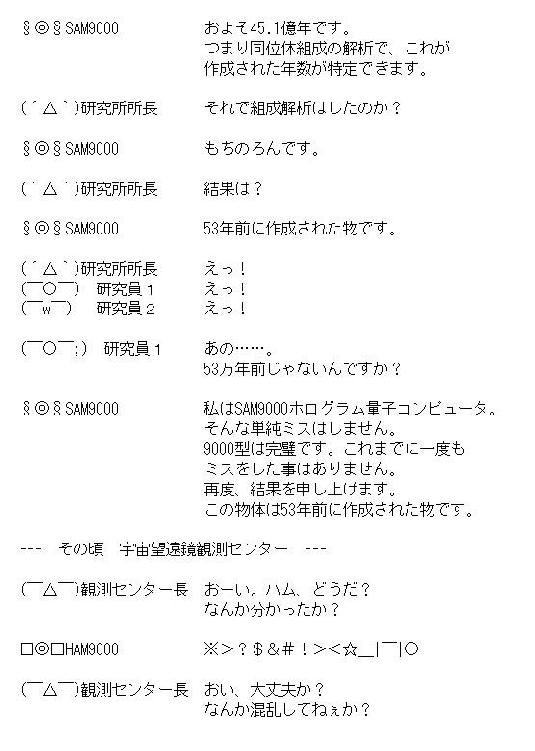 §◎§SAM9000 およそ45.1億年です。
つまり同位体組成の解析で、これが
作成された年数が特定できます。
(´△｀)研究所所長 それで組成解析はしたのか？
§◎§SAM9000 もちのろんです。
(´△｀)研究所所長 結果は？
§◎§SAM9000 53年前に作成された物です。
(´△｀)研究所所長 えっ！
(￣○￣) 研究員１ えっ！
(￣w￣) 研究員２ えっ！
(￣○￣;) 研究員１ あの……。
53万年前じゃないんですか？
§◎§SAM9000 私はSAM9000ホログラム量子コンピュータ。
そんな単純ミスはしません。
9000型は完璧です。これまでに一度も
ミスをした事はありません。
再度、結果を申し上げます。
この物体は53年前に作成された物です。
--- その頃 宇宙望遠鏡観測センター ---
(￣△￣)観測センター長 おーい。ハム、どうだ？
なんか分かったか？
□◎□HAM9000 ※＞？＄＆＃！＞＜☆＿|￣|○
(￣△￣)観測センター長 おい、大丈夫か？
なんか混乱してねぇか？